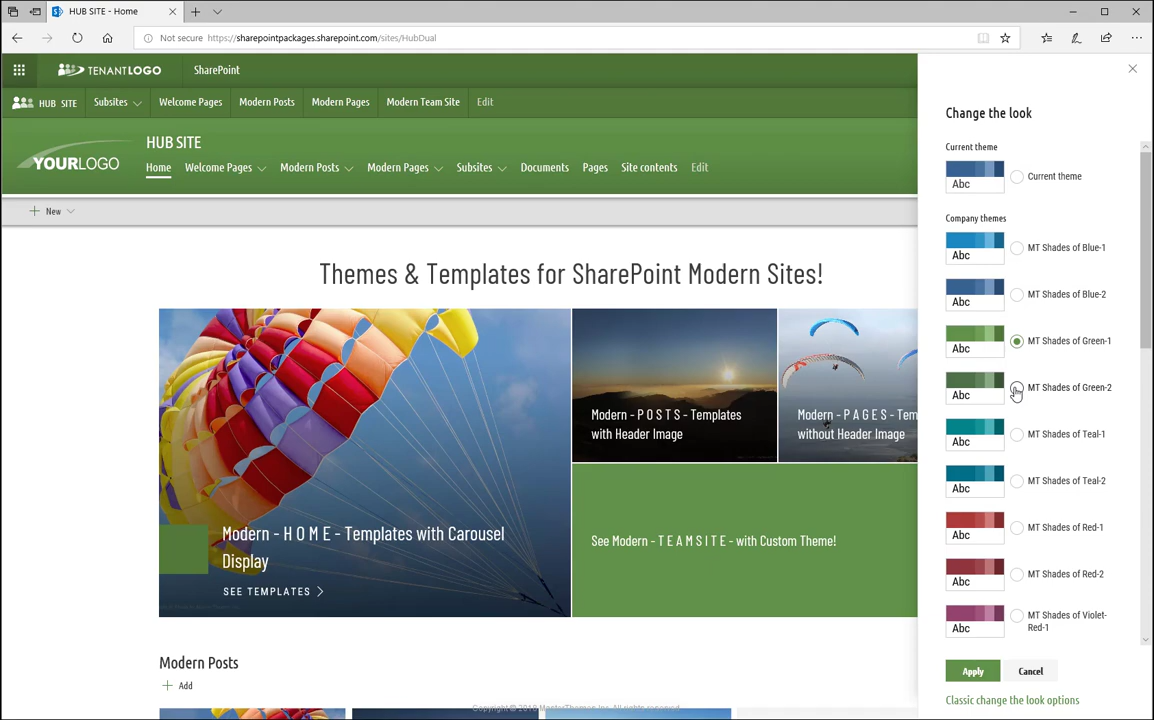 HUB SITE - Home
Not secure https://sharepointpackages.sharepoint.com/sites/HubDual
TENANTLOGO
SharePoint
HUB SITE
Subsites
Welcome Pages
Modern Posts
Modern Pages
Modern Team Site
Edit
YOURLOGO
HUB SITE
Home
Welcome Pages
Modern Posts
Modern Pages
Subsites
Documents
Pages
Site contents
Edit
New
Themes & Templates for SharePoint Modern Sites!
Modern - H O M E - Templates with Carousel
Display
SEE TEMPLATES
Modern - P O S T S - Templates
with Header Image
Modern - P A G E S - Tem
without Header Image
See Modern - T E A M S I T E - with Custom Theme!
Modern Posts
Add
Copyright © 2018 MasterThemes Inc. All rights reserved.
Change the look
Current theme
Abc
Current theme
Company themes
Abc
MT Shades of Blue-1
Abc
MT Shades of Blue-2
Abc
MT Shades of Green-1
Abc
MT Shades of Green-2
Abc
MT Shades of Teal-1
Abc
MT Shades of Teal-2
Abc
MT Shades of Red-1
Abc
MT Shades of Red-2
Abc
MT Shades of Violet-
Red-1
Apply
Cancel
Classic change the look options